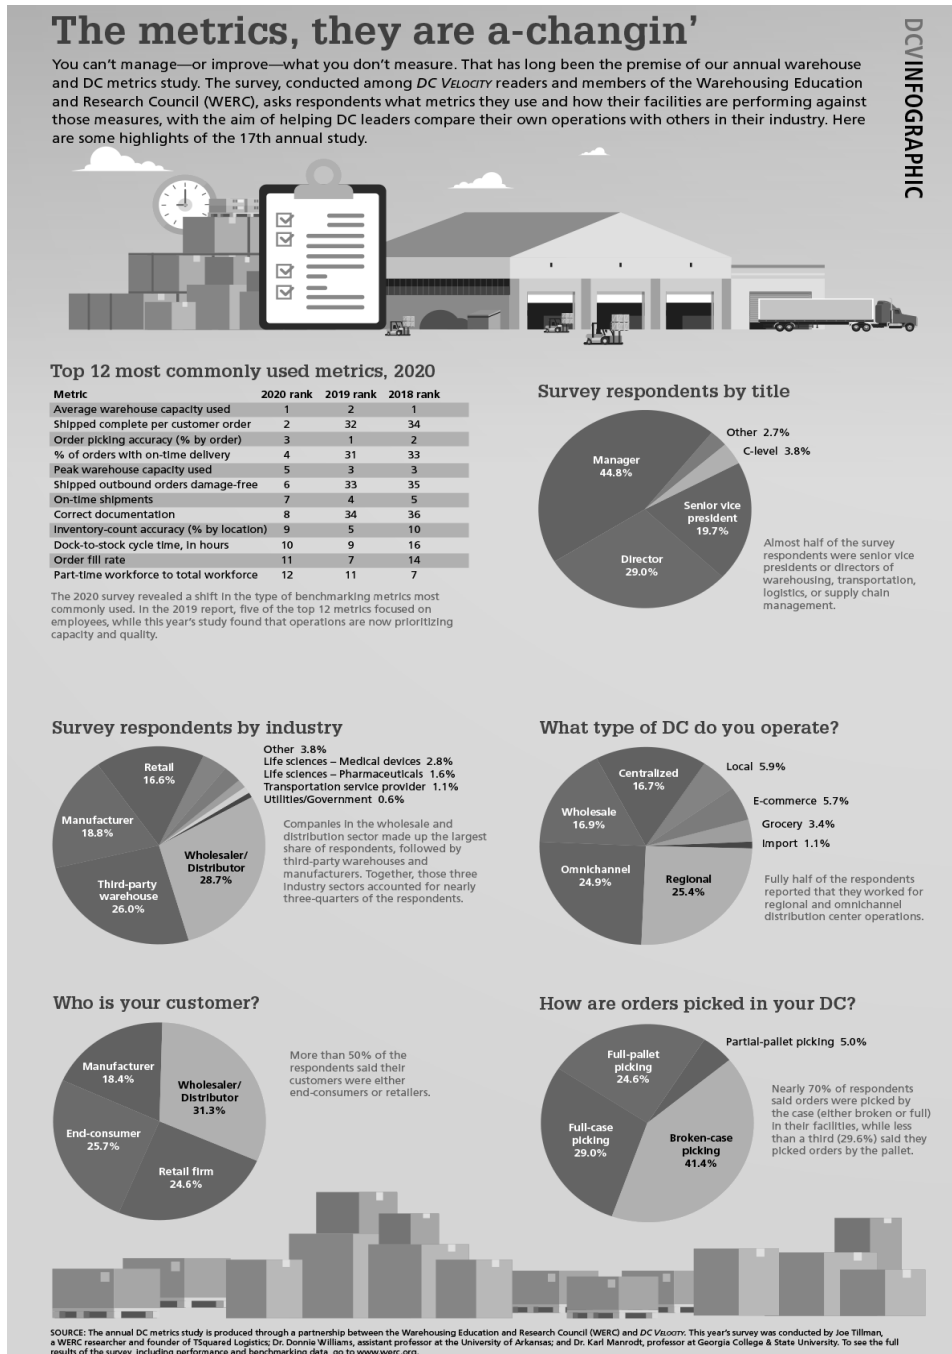 The metrics, they are a-changin’
You can’t manage—or improve—what you don’t measure. That has long been the premise of our annual warehouse
and DC metrics study. The survey, conducted among DC VELOCITY readers and members of the Warehousing Education
and Research Council (WERC), asks respondents what metrics they use and how their facilities are performing against
those measures, with the aim of helping DC leaders compare their own operations with others in their industry. Here
are some highlights of the 17th annual study.
DCVINFOGRAPHIC
Top 12 most commonly used metrics, 2020
Metric 2020 rank 2019 rank 2018 rank
Average warehouse capacity used 1 2 1
Shipped complete per customer order 2 32 34
Order picking accuracy (% by order) 3 1 2
% of orders with on-time delivery 4 31 33
Peak warehouse capacity used 5 3 3
Shipped outbound orders damage-free 6 33 35
On-time shipments 7 4 5
Correct documentation 8 34 36
Inventory-count accuracy (% by location) 9 5 10
Dock-to-stock cycle time, in hours 10 9 16
Order fill rate 11 7 14
Part-time workforce to total workforce 12 11 7
The 2020 survey revealed a shift in the type of benchmarking metrics most
commonly used. In the 2019 report, five of the top 12 metrics focused on
employees, while this year’s study found that operations are now prioritizing
capacity and quality.
Survey respondents by title
Other 2.7%
C-level 3.8%
Manager
44.8%
Senior vice
president
19.7%
Director
29.0%
Almost half of the survey
respondents were senior vice
presidents or directors of
warehousing, transportation,
logistics, or supply chain
management.
Survey respondents by industry
Other 3.8%
Life sciences – Medical devices 2.8%
Life sciences – Pharmaceuticals 1.6%
Transportation service provider 1.1%
Utilities/Government 0.6%
Retail
16.6%
Manufacturer
18.8%
Wholesaler/
Distributor
28.7%
Third-party
warehouse
26.0%
Companies in the wholesale and
distribution sector made up the largest
share of respondents, followed by
third-party warehouses and
manufacturers. Together, those three
industry sectors accounted for nearly
three-quarters of the respondents.
What type of DC do you operate?
Local 5.9%
Centralized
16.7%
E-commerce 5.7%
Wholesale
16.9%
Grocery 3.4%
Import 1.1%
Omnichannel
24.9%
Regional
25.4%
Fully half of the respondents
reported that they worked for
regional and omnichannel
distribution center operations.
Who is your customer?
Manufacturer
18.4%
Wholesaler/
Distributor
31.3%
End-consumer
25.7%
Retail firm
24.6%
More than 50% of the
respondents said their
customers were either
end-consumers or retailers.
How are orders picked in your DC?
Partial-pallet picking 5.0%
Full-pallet
picking
24.6%
Full-case
picking
29.0%
Broken-case
picking
41.4%
Nearly 70% of respondents
said orders were picked by
the case (either broken or full)
in their facilities, while less
than a third (29.6%) said they
picked orders by the pallet.
SOURCE: The annual DC metrics study is produced through a partnership between the Warehousing Education and Research Council (WERC) and DC VELOCITY. This year’s survey was conducted by Joe Tillman,
a WERC researcher and founder of TSquared Logistics; Dr. Donnie Williams, assistant professor at the University of Arkansas; and Dr. Karl Manrodt, professor at Georgia College & State University. To see the full
results of the survey, including performance and benchmarking data, go to www.werc.org.